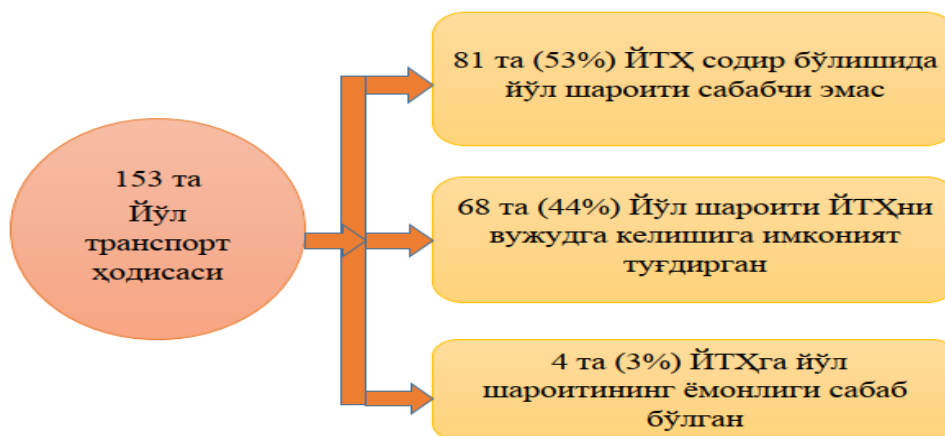 153 та
Йўл
транспорт
ҳодисаси
81 та (53%) ЙТҲ содир бўлишида
йўл шароити сабабчи эмас
68 та (44%) Йўл шароити ЙТҲни
вужудга келишига имконият
туғдирган
4 та (3%) ЙТҲга йўл
шароитининг ёмонлиги сабаб
бўлган